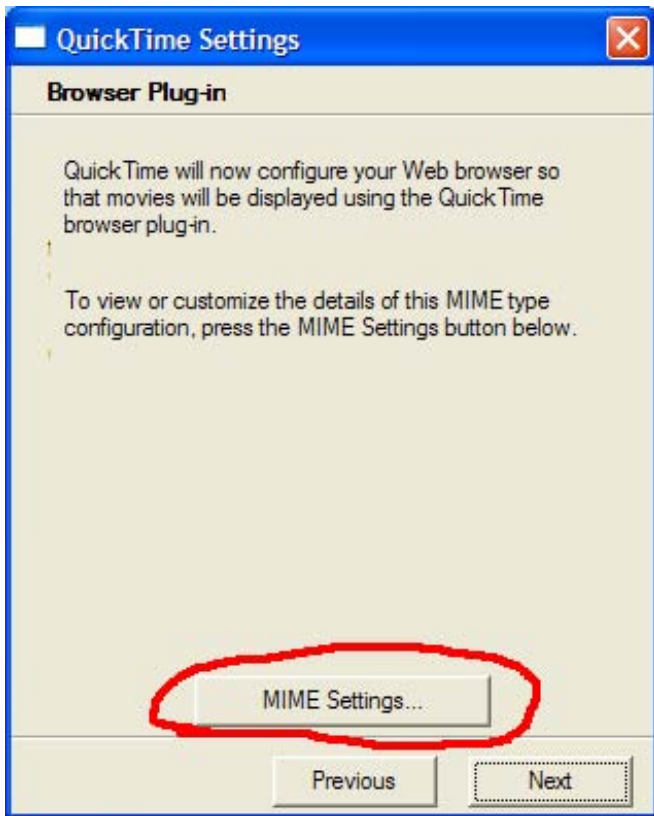 QuickTime Settings
Browser Plug-in
QuickTime will now configure your Web browser so
that movies will be displayed using the QuickTime
browser plug-in.
To view or customize the details of this MIME type
configuration, press the MIME Settings button below.
MIME Settings...
Previous
Next